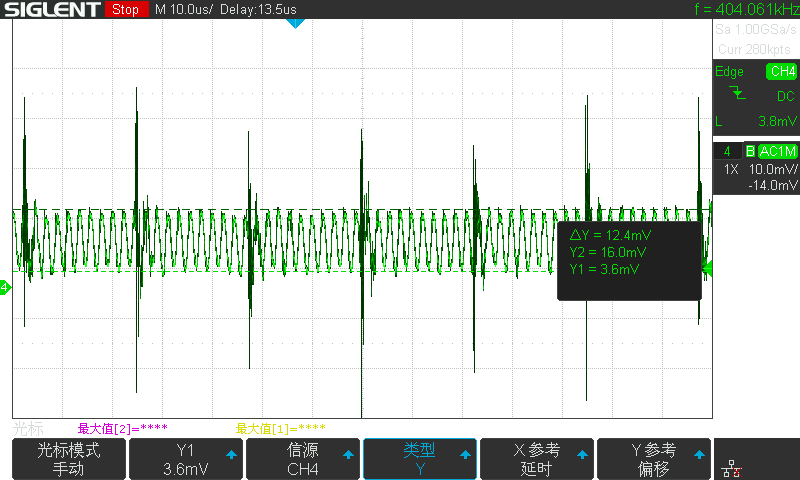 SIGLENT Stop M 10.0us/ Delay:13.5us f = 404.061kHz
Sa 1.00GSa/s
Curr 280kpts
Edge CH4
DC
L 3.8mV
4 B AC1M
1X 10.0mV/
-14.0mV
△Y = 12.4mV
Y2 = 16.0mV
Y1 = 3.6mV
4
光标 最大值[2]=**** 最大值[1]=****
光标模式 Y1 信源 类型 X参考 Y参考
手动 3.6mV CH4 Y 延时 偏移